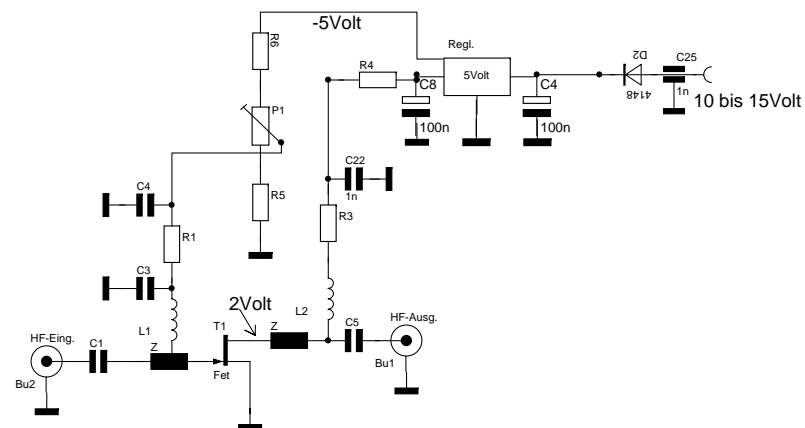 -5Volt
R6
Regl.
5Volt
R4
C8
100n
C4
100n
D2
4148
C25
1n
10 bis 15Volt
P1
C4
C22
1n
R5
R1
R3
C3
2Volt
L2
L1
T1
Z
Z
C5
HF-Ausg.
Bu1
HF-Eing.
C1
Bu2
Fet